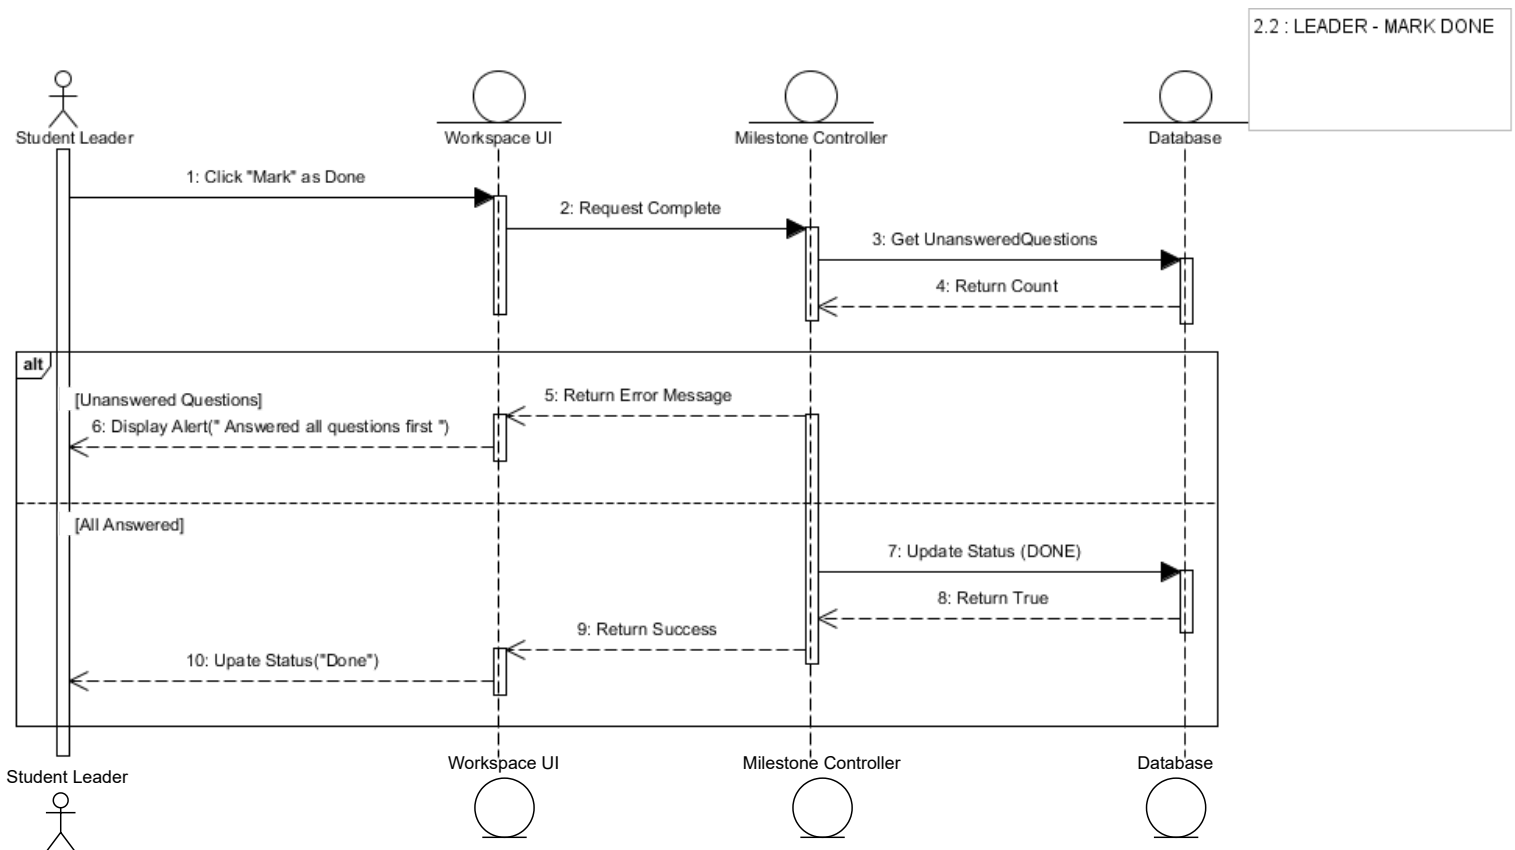 2.2 : LEADER - MARK DONE
Student Leader
Workspace UI
Milestone Controller
Database
1: Click "Mark" as Done
2: Request Complete
3: Get UnansweredQuestions
4: Return Count
alt
[Unanswered Questions]
5: Return Error Message
6: Display Alert(" Answered all questions first ")
[All Answered]
7: Update Status (DONE)
8: Return True
9: Return Success
10: Upate Status("Done")
Workspace UI
Milestone Controller
Database
Student Leader